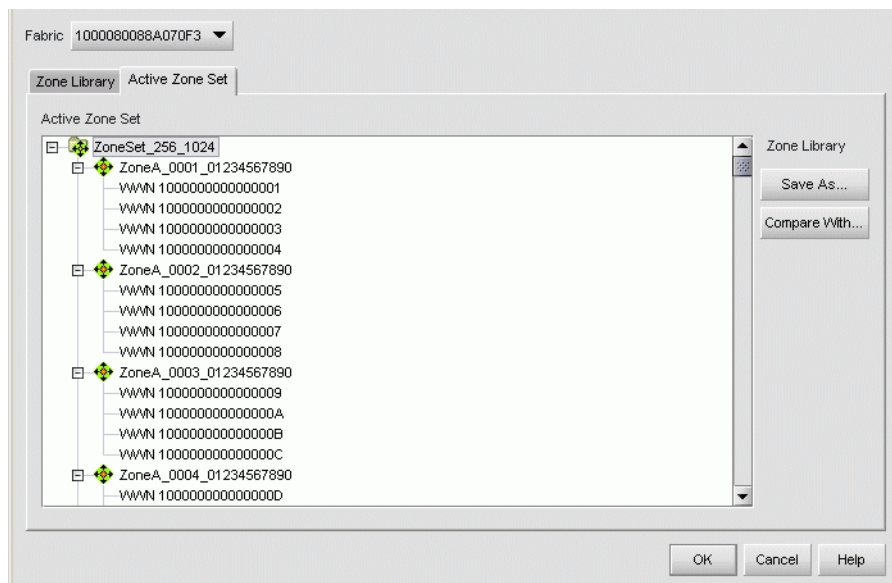 Fabric 1000080088A070F3
Zone Library Active Zone Set
Active Zone Set
ZoneSet_256_1024
ZoneA_0001_01234567890
WWN 1000000000000001
WWN 1000000000000002
WWN 1000000000000003
WWN 1000000000000004
ZoneA_0002_01234567890
WWN 1000000000000005
WWN 1000000000000006
WWN 1000000000000007
WWN 1000000000000008
ZoneA_0003_01234567890
WWN 1000000000000009
WWN 100000000000000A
WWN 100000000000000B
WWN 100000000000000C
ZoneA_0004_01234567890
WWN 100000000000000D
Zone Library
Save As...
Compare With...
OK Cancel Help